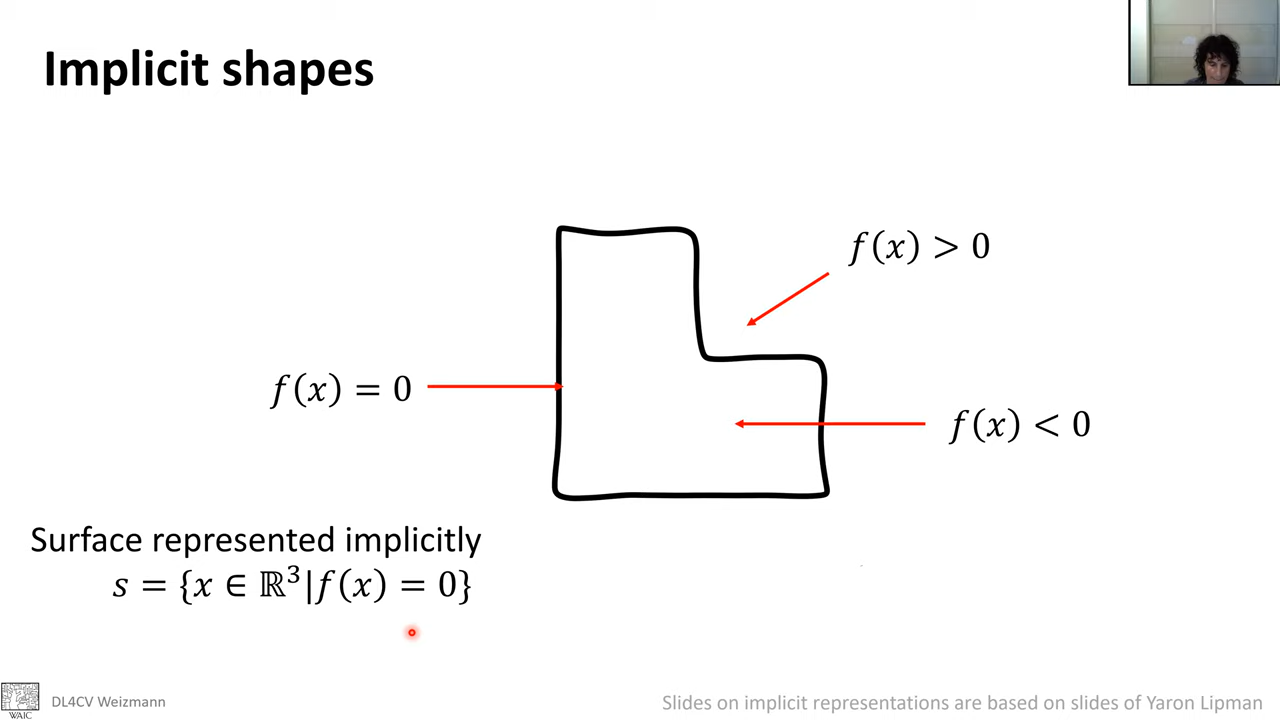 Implicit shapes
f(x) > 0
f(x) = 0
f(x) < 0
Surface represented implicitly
s = {x ∈ ℝ³|f(x) = 0}
WAIC
DL4CV Weizmann
Slides on implicit representations are based on slides of Yaron Lipman